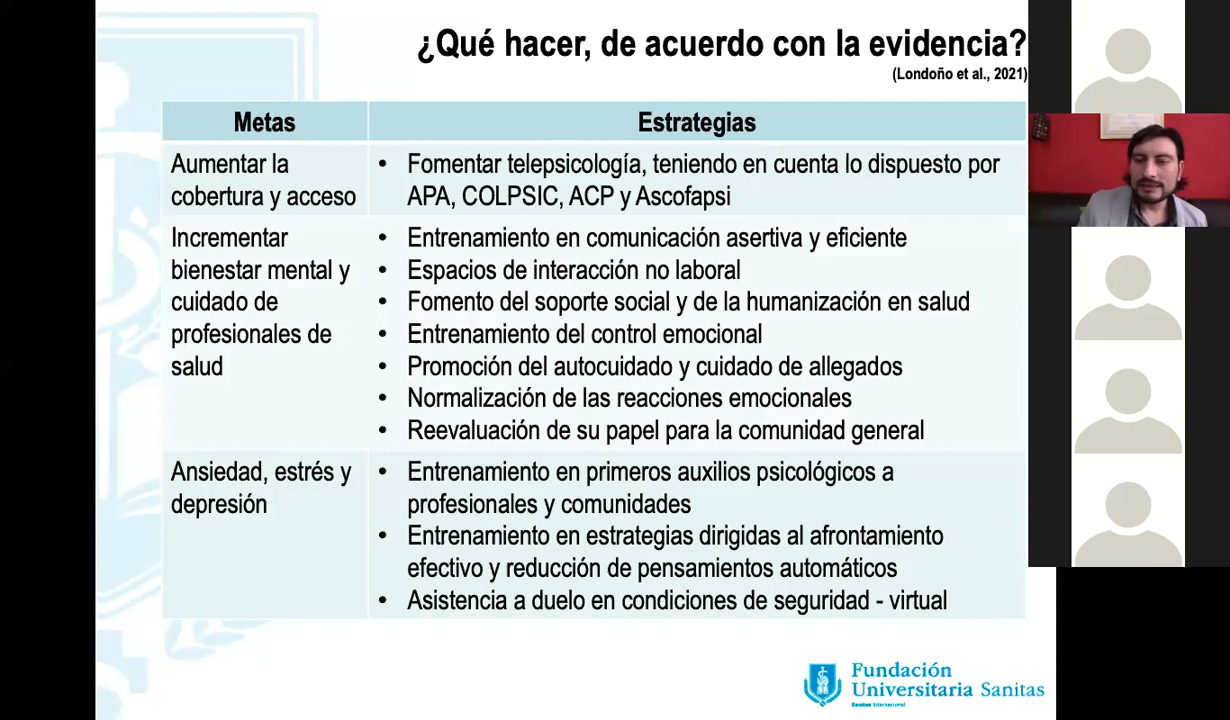 ¿Qué hacer, de acuerdo con la evidencia?
(Londoño et al., 2021)
Metas
Estrategias
Aumentar la
cobertura y acceso
• Fomentar telepsicología, teniendo en cuenta lo dispuesto por
APA, COLPSIC, ACP y Ascofapsi
Incrementar
bienestar mental y
cuidado de
profesionales de
salud
• Entrenamiento en comunicación asertiva y eficiente
• Espacios de interacción no laboral
• Fomento del soporte social y de la humanización en salud
• Entrenamiento del control emocional
• Promoción del autocuidado y cuidado de allegados
• Normalización de las reacciones emocionales
• Reevaluación de su papel para la comunidad general
Ansiedad, estrés y
depresión
• Entrenamiento en primeros auxilios psicológicos a
profesionales y comunidades
• Entrenamiento en estrategias dirigidas al afrontamiento
efectivo y reducción de pensamientos automáticos
• Asistencia a duelo en condiciones de seguridad - virtual
Fundación
Universitaria Sanitas
Sanitas Internacional